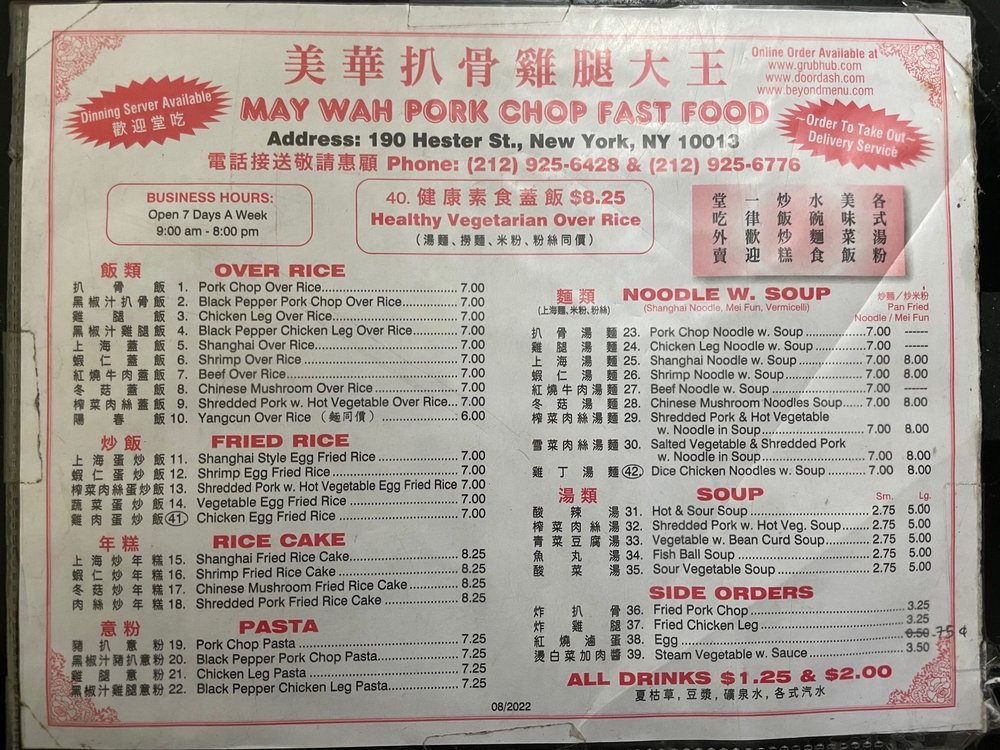 美華扒骨雞腿大王
MAY WAH PORK CHOP FAST FOOD
Address: 190 Hester St., New York, NY 10013
電話接送敬請惠顧 Phone: (212) 925-6428 & (212) 925-6776
Dinning Server Available
歡迎堂吃
Online Order Available at
www.grubhub.com
www.doordash.com
www.beyondmenu.com
Order To Take Out
Delivery Service
BUSINESS HOURS:
Open 7 Days A Week
9:00 am - 8:00 pm
40. 健康素食蓋飯 $8.25
Healthy Vegetarian Over Rice
(湯麵、撈麵、米粉、粉絲同價)
各式湯粉
美味菜飯
水碗麵食
炒飯炒糕
一律歡迎
堂吃外賣
飯類 OVER RICE
扒骨飯 1. Pork Chop Over Rice 7.00
黑椒汁扒骨飯 2. Black Pepper Pork Chop Over Rice 7.00
雞腿飯 3. Chicken Leg Over Rice 7.00
黑椒汁雞腿飯 4. Black Pepper Chicken Leg Over Rice 7.00
上海蓋飯 5. Shanghai Over Rice 7.00
蝦仁蓋飯 6. Shrimp Over Rice 7.00
紅燒牛肉蓋飯 7. Beef Over Rice 7.00
冬菇蓋飯 8. Chinese Mushroom Over Rice 7.00
榨菜肉絲蓋飯 9. Shredded Pork w. Hot Vegetable Over Rice 7.00
陽春飯 10. Yangcun Over Rice (麵同價) 6.00
炒飯 FRIED RICE
上海蛋炒飯 11. Shanghai Style Egg Fried Rice 7.00
蝦仁蛋炒飯 12. Shrimp Egg Fried Rice 7.00
榨菜肉絲蛋炒飯 13. Shredded Pork w. Hot Vegetable Egg Fried Rice 7.00
蔬菜蛋炒飯 14. Vegetable Egg Fried Rice 7.00
雞肉蛋炒飯 41 Chicken Egg Fried Rice 7.00
年糕 RICE CAKE
上海炒年糕 15. Shanghai Fried Rice Cake 8.25
蝦仁炒年糕 16. Shrimp Fried Rice Cake 8.25
冬菇炒年糕 17. Chinese Mushroom Fried Rice Cake 8.25
肉絲炒年糕 18. Shredded Pork Fried Rice Cake 8.25
意粉 PASTA
豬扒意粉 19. Pork Chop Pasta 7.25
黑椒汁豬扒意粉 20. Black Pepper Pork Chop Pasta 7.25
雞腿意粉 21. Chicken Leg Pasta 7.25
黑椒汁雞腿意粉 22. Black Pepper Chicken Leg Pasta 7.25
麵類 NOODLE W. SOUP
(上海麵、米粉、粉絲) (Shanghai Noodle, Mei Fun, Vermicelli)
炒麵/炒米粉
Pan Fried
Noodle / Mei Fun
扒骨湯麵 23. Pork Chop Noodle w. Soup 7.00 ------
雞腿湯麵 24. Chicken Leg Noodle w. Soup 7.00 ------
上海湯麵 25. Shanghai Noodle w. Soup 7.00 8.00
蝦仁湯麵 26. Shrimp Noodle w. Soup 7.00 8.00
紅燒牛肉湯麵 27. Beef Noodle w. Soup 7.00 ------
冬菇湯麵 28. Chinese Mushroom Noodles Soup 7.00 8.00
榨菜肉絲湯麵 29. Shredded Pork & Hot Vegetable
w. Noodle in Soup 7.00 8.00
雪菜肉絲湯麵 30. Salted Vegetable & Shredded Pork
w. Noodle in Soup 7.00 8.00
雞丁湯麵 42 Dice Chicken Noodles w. Soup 7.00 8.00
湯類 SOUP Sm. Lg.
酸辣湯 31. Hot & Sour Soup 2.75 5.00
榨菜肉絲湯 32. Shredded Pork w. Hot Veg. Soup 2.75 5.00
青菜豆腐湯 33. Vegetable w. Bean Curd Soup 2.75 5.00
魚丸湯 34. Fish Ball Soup 2.75 5.00
酸菜湯 35. Sour Vegetable Soup 2.75 5.00
SIDE ORDERS
炸扒骨 36. Fried Pork Chop 3.25
炸雞腿 37. Fried Chicken Leg 3.25
紅燒滷蛋 38. Egg 0.50 .75¢
燙白菜加肉醬 39. Steam Vegetable w. Sauce 3.50
ALL DRINKS $1.25 & $2.00
夏枯草, 豆漿, 礦泉水, 各式汽水
08/2022